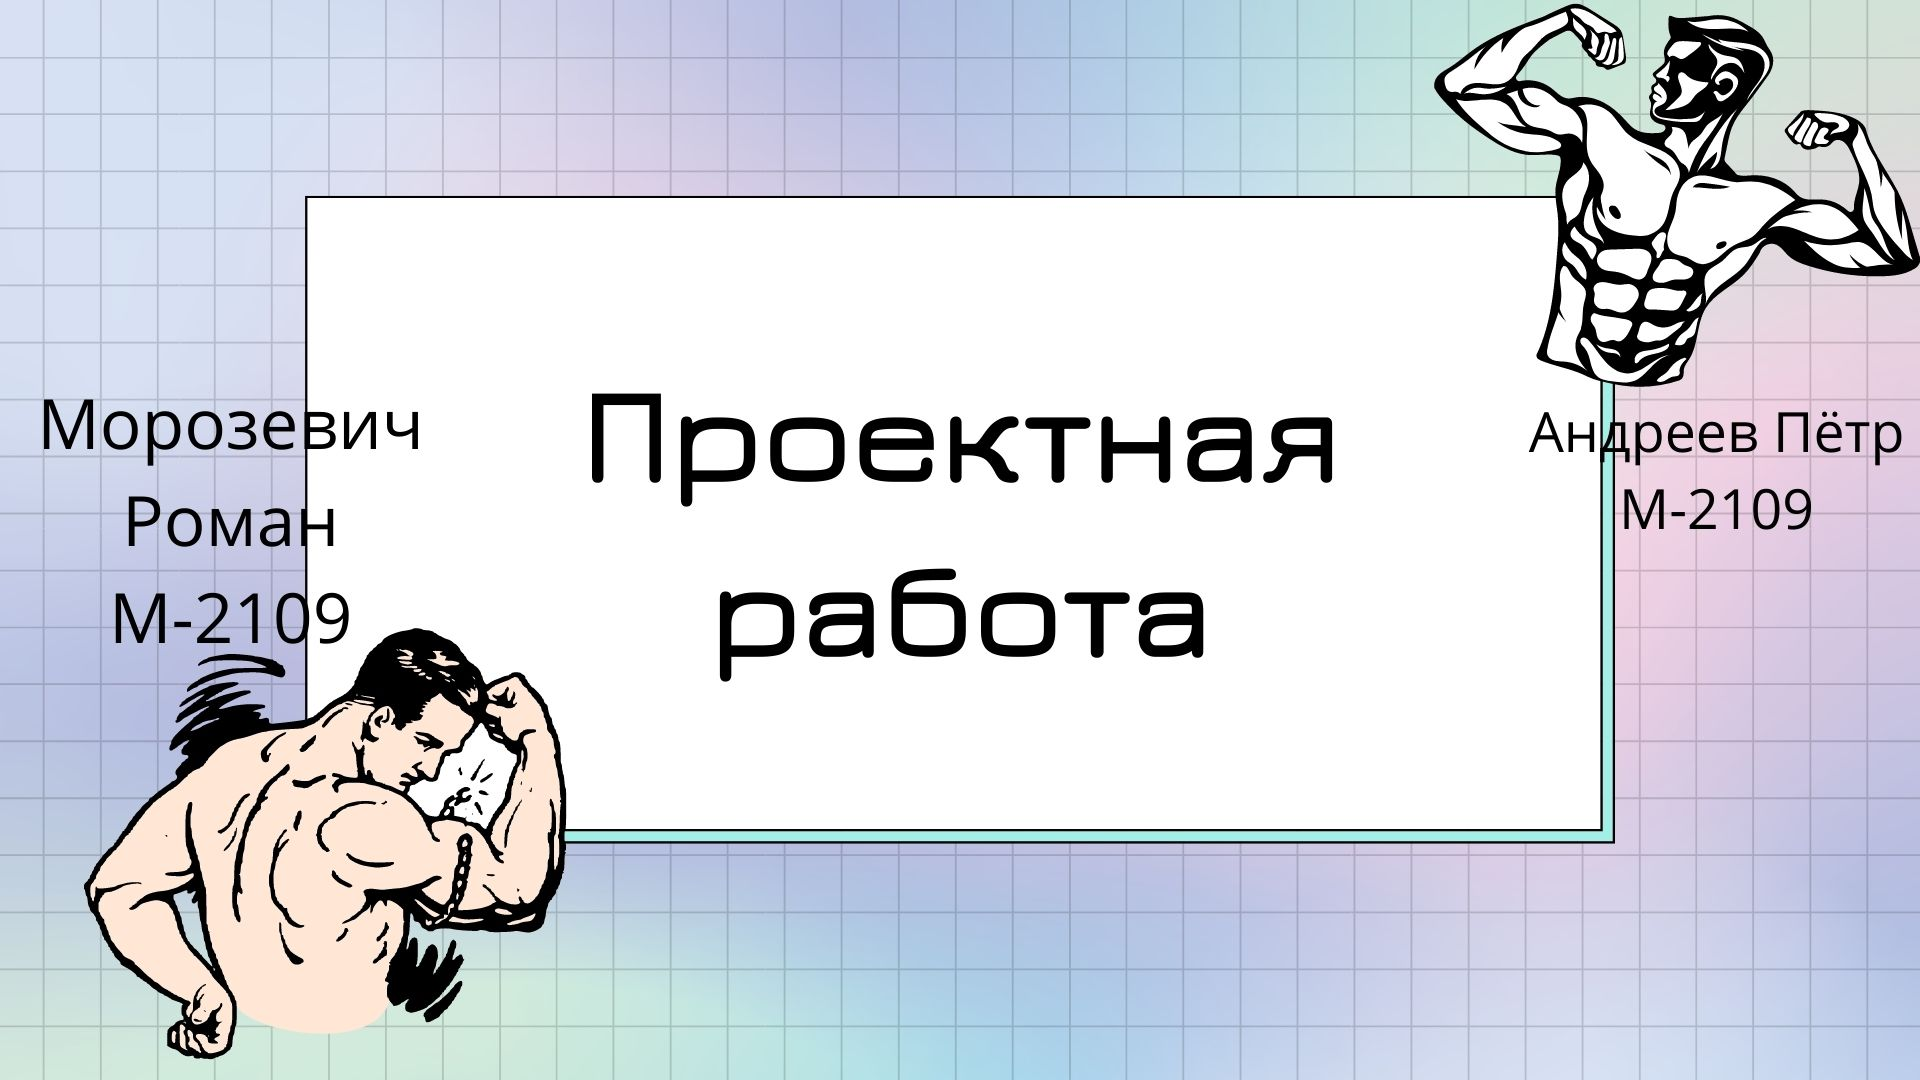 Морозевич
Роман
М-2109
Проектная
работа
Андреев Пётр
М-2109